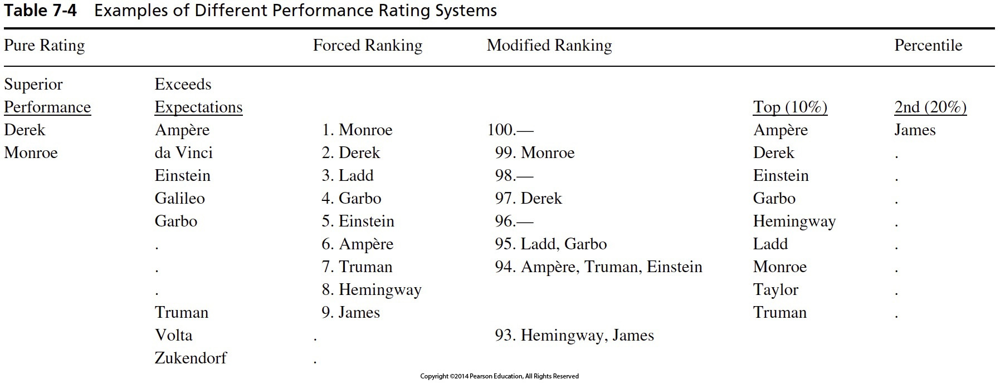 Table 7-4 Examples of Different Performance Rating Systems
Pure Rating Forced Ranking Modified Ranking Percentile
Superior Exceeds
Performance Expectations Top (10%) 2nd (20%)
Derek Ampère 1. Monroe 100.— Ampère James
Monroe da Vinci 2. Derek 99. Monroe Derek .
Einstein 3. Ladd 98.— Einstein .
Galileo 4. Garbo 97. Derek Garbo .
Garbo 5. Einstein 96.— Hemingway .
. 6. Ampère 95. Ladd, Garbo Ladd .
. 7. Truman 94. Ampère, Truman, Einstein Monroe .
. 8. Hemingway Taylor .
Truman 9. James Truman .
Volta . 93. Hemingway, James
Zukendorf .
Copyright ©2014 Pearson Education, All Rights Reserved